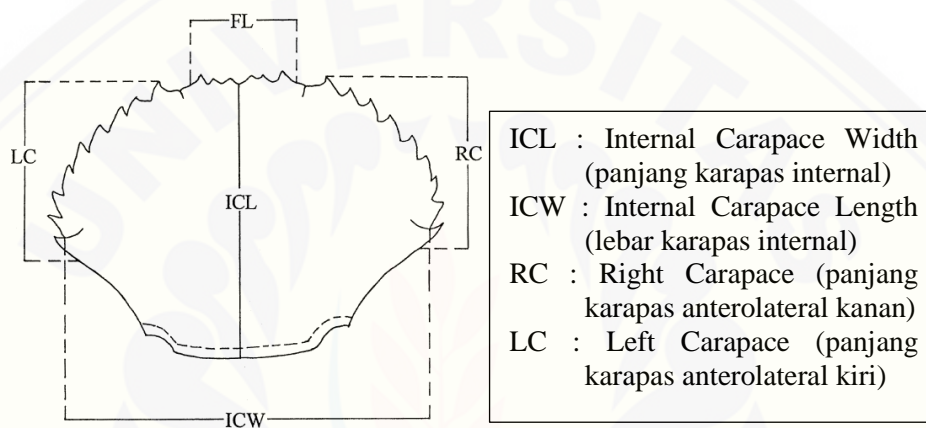 UNIVERSITAS
FL
LC
RC
ICL
ICW
ICL : Internal Carapace Width
(panjang karapas internal)
ICW : Internal Carapace Length
(lebar karapas internal)
RC : Right Carapace (panjang
karapas anterolateral kanan)
LC : Left Carapace (panjang
karapas anterolateral kiri)